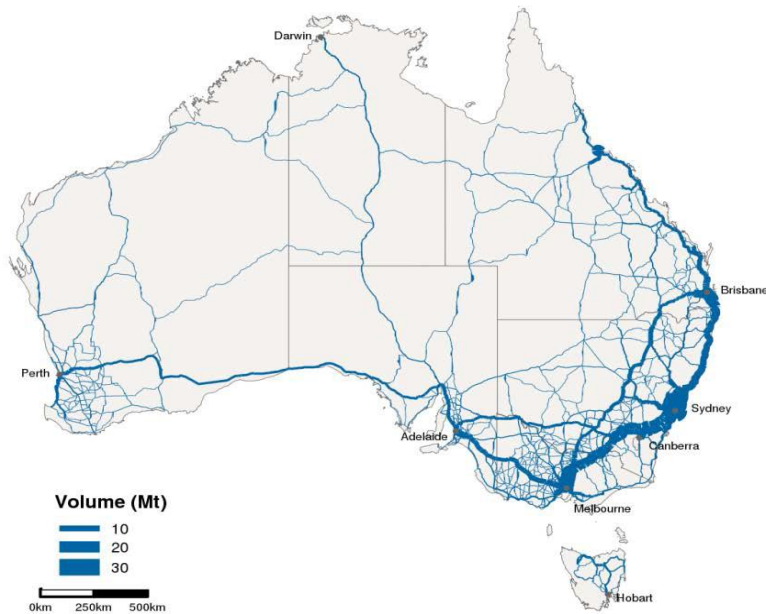 Darwin
Brisbane
Perth
Sydney
Adelaide
Canberra
Melbourne
Volume (Mt)
10
20
30
0km 250km 500km
Hobart